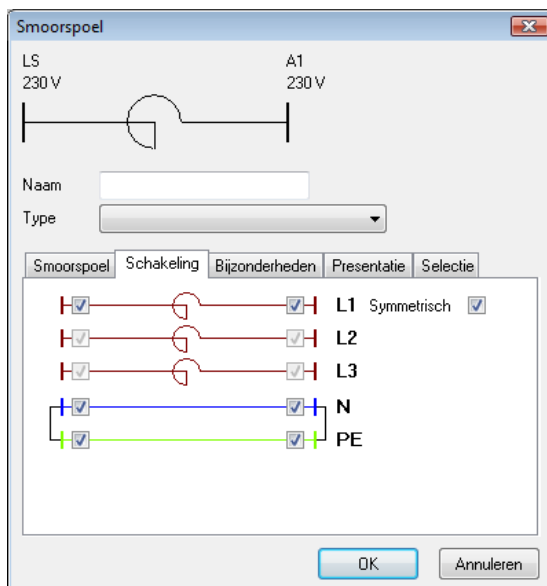 Smoorspoel
LS A1
230 V 230 V
Naam
Type
Smoorspoel Schakeling Bijzonderheden Presentatie Selectie
L1 Symmetrisch
L2
L3
N
PE
OK Annuleren